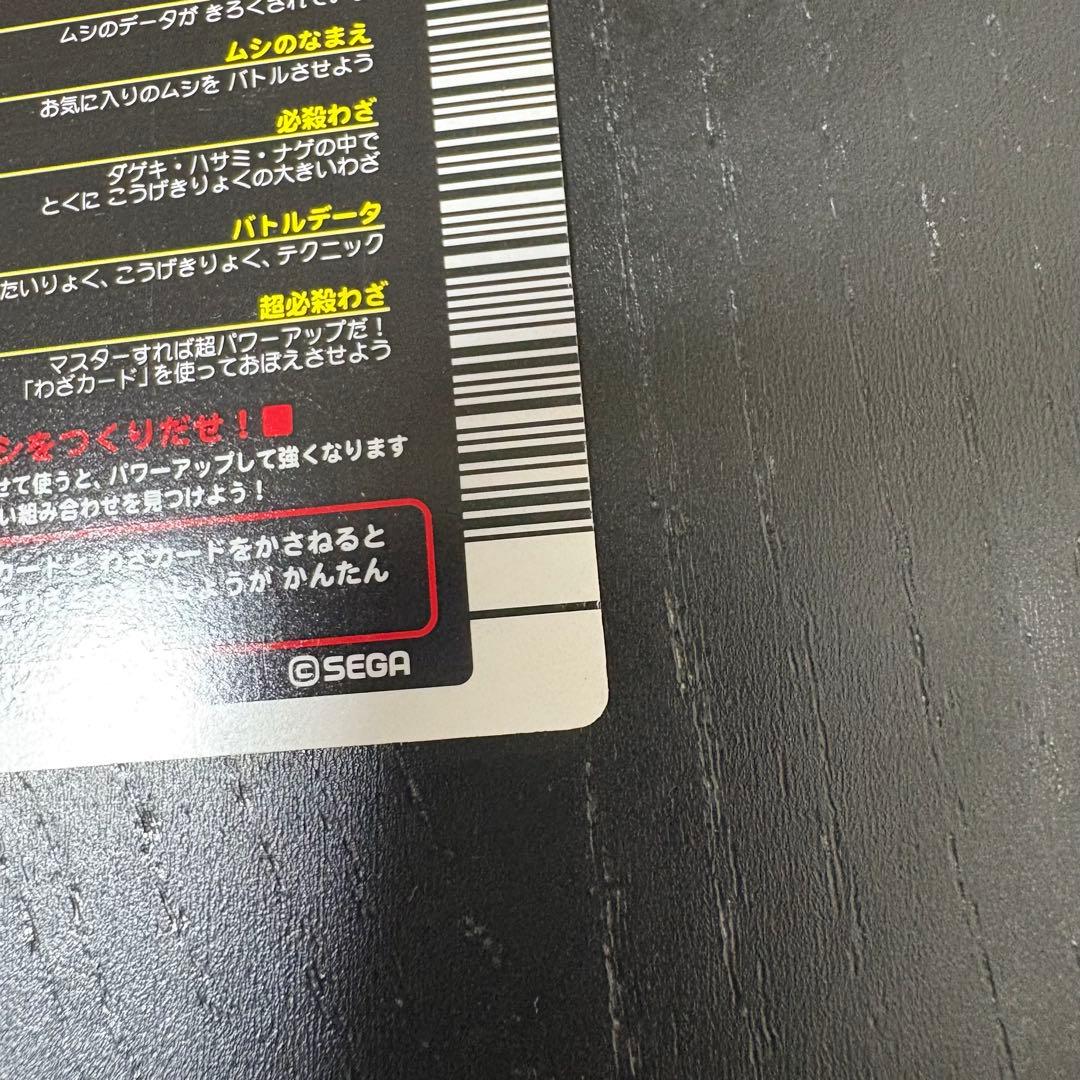 ムシのデータが きろくされてい
ムシのなまえ
お気に入りのムシを バトルさせよう
必殺わざ
ダゲキ・ハサミ・ナゲの中で
とくに こうげきりょくの大きいわざ
バトルデータ
たいりょく、こうげきりょく、テクニック
超必殺わざ
マスターすれば超パワーアップだ！
「わざカード」を使っておぼえさせよう
シをつくりだせ！■
せて使うと、パワーアップして強くなります
い組み合わせを見つけよう！
カードと わざカードをかさねると
ようが かんたん
©SEGA